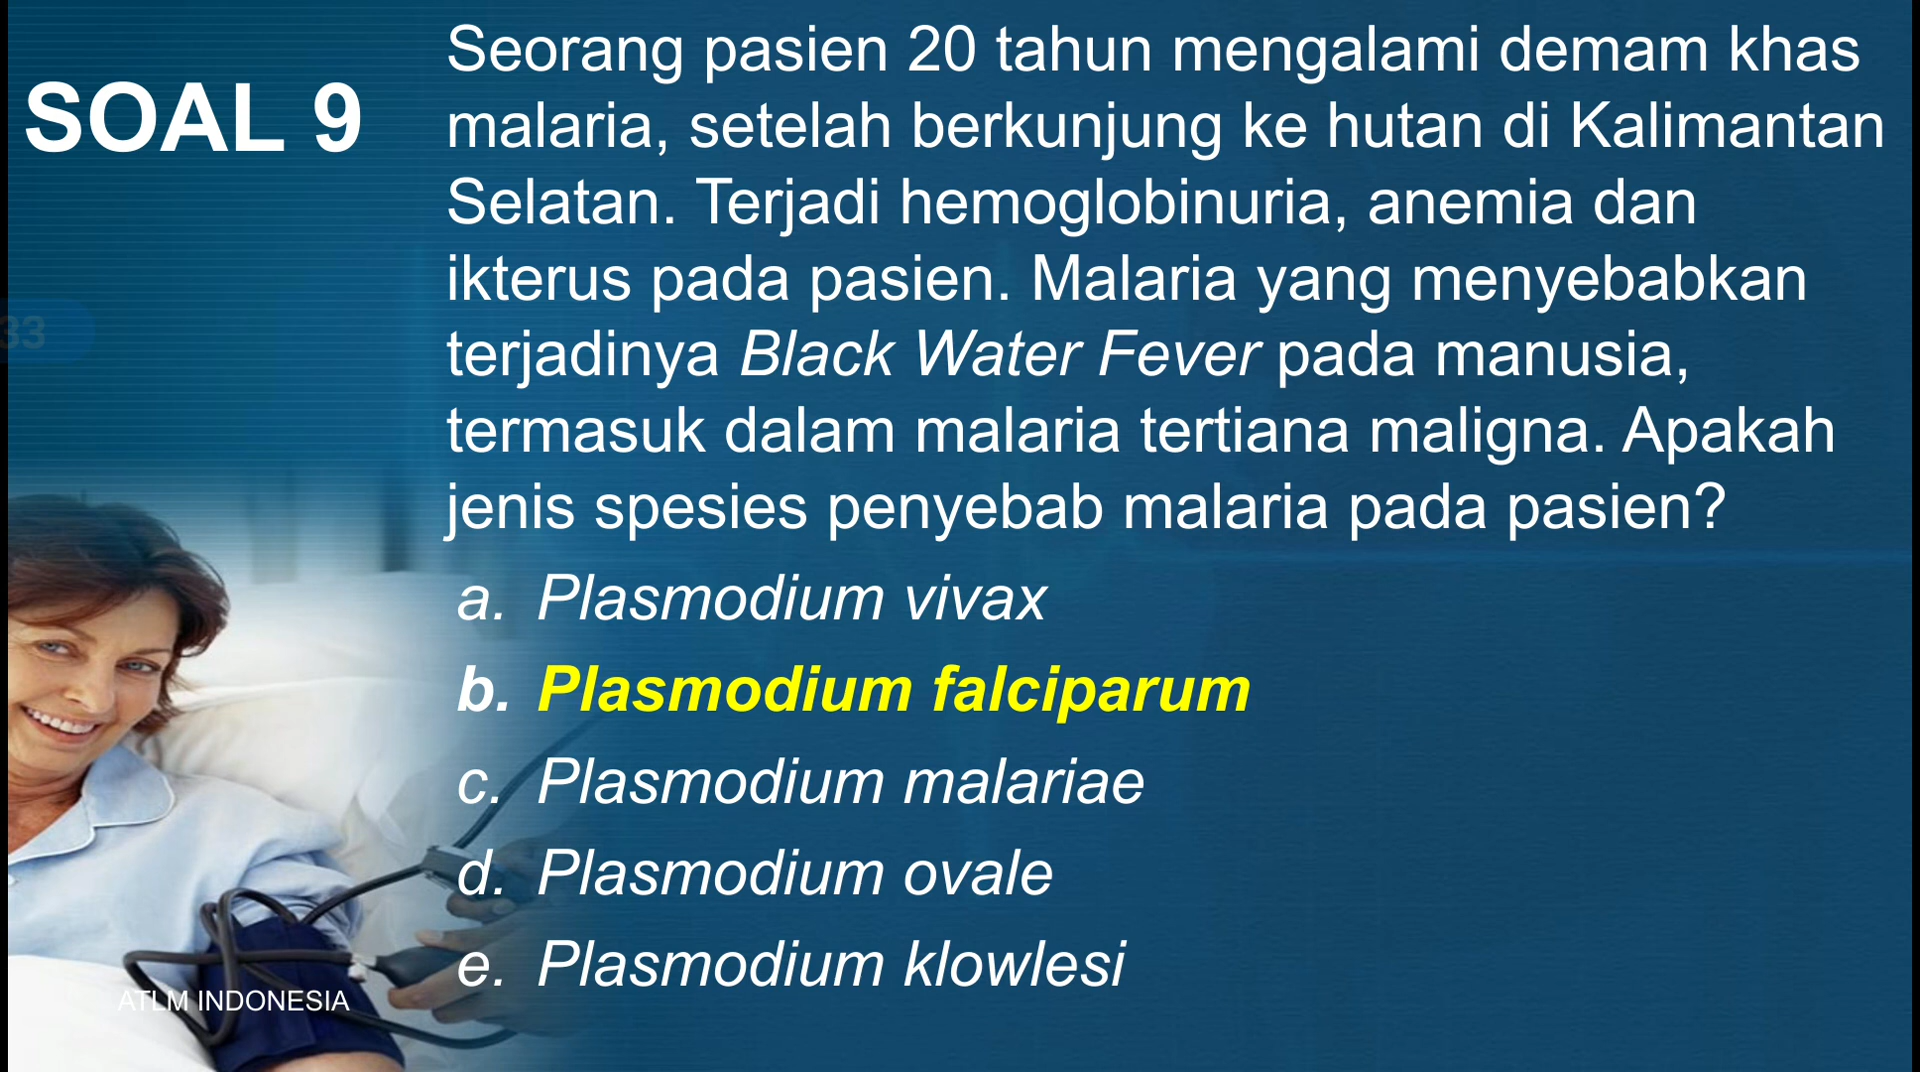 SOAL 9
Seorang pasien 20 tahun mengalami demam khas
malaria, setelah berkunjung ke hutan di Kalimantan
Selatan. Terjadi hemoglobinuria, anemia dan
ikterus pada pasien. Malaria yang menyebabkan
terjadinya Black Water Fever pada manusia,
termasuk dalam malaria tertiana maligna. Apakah
jenis spesies penyebab malaria pada pasien?
a. Plasmodium vivax
b. Plasmodium falciparum
c. Plasmodium malariae
d. Plasmodium ovale
e. Plasmodium klowlesi
33
ATLM INDONESIA